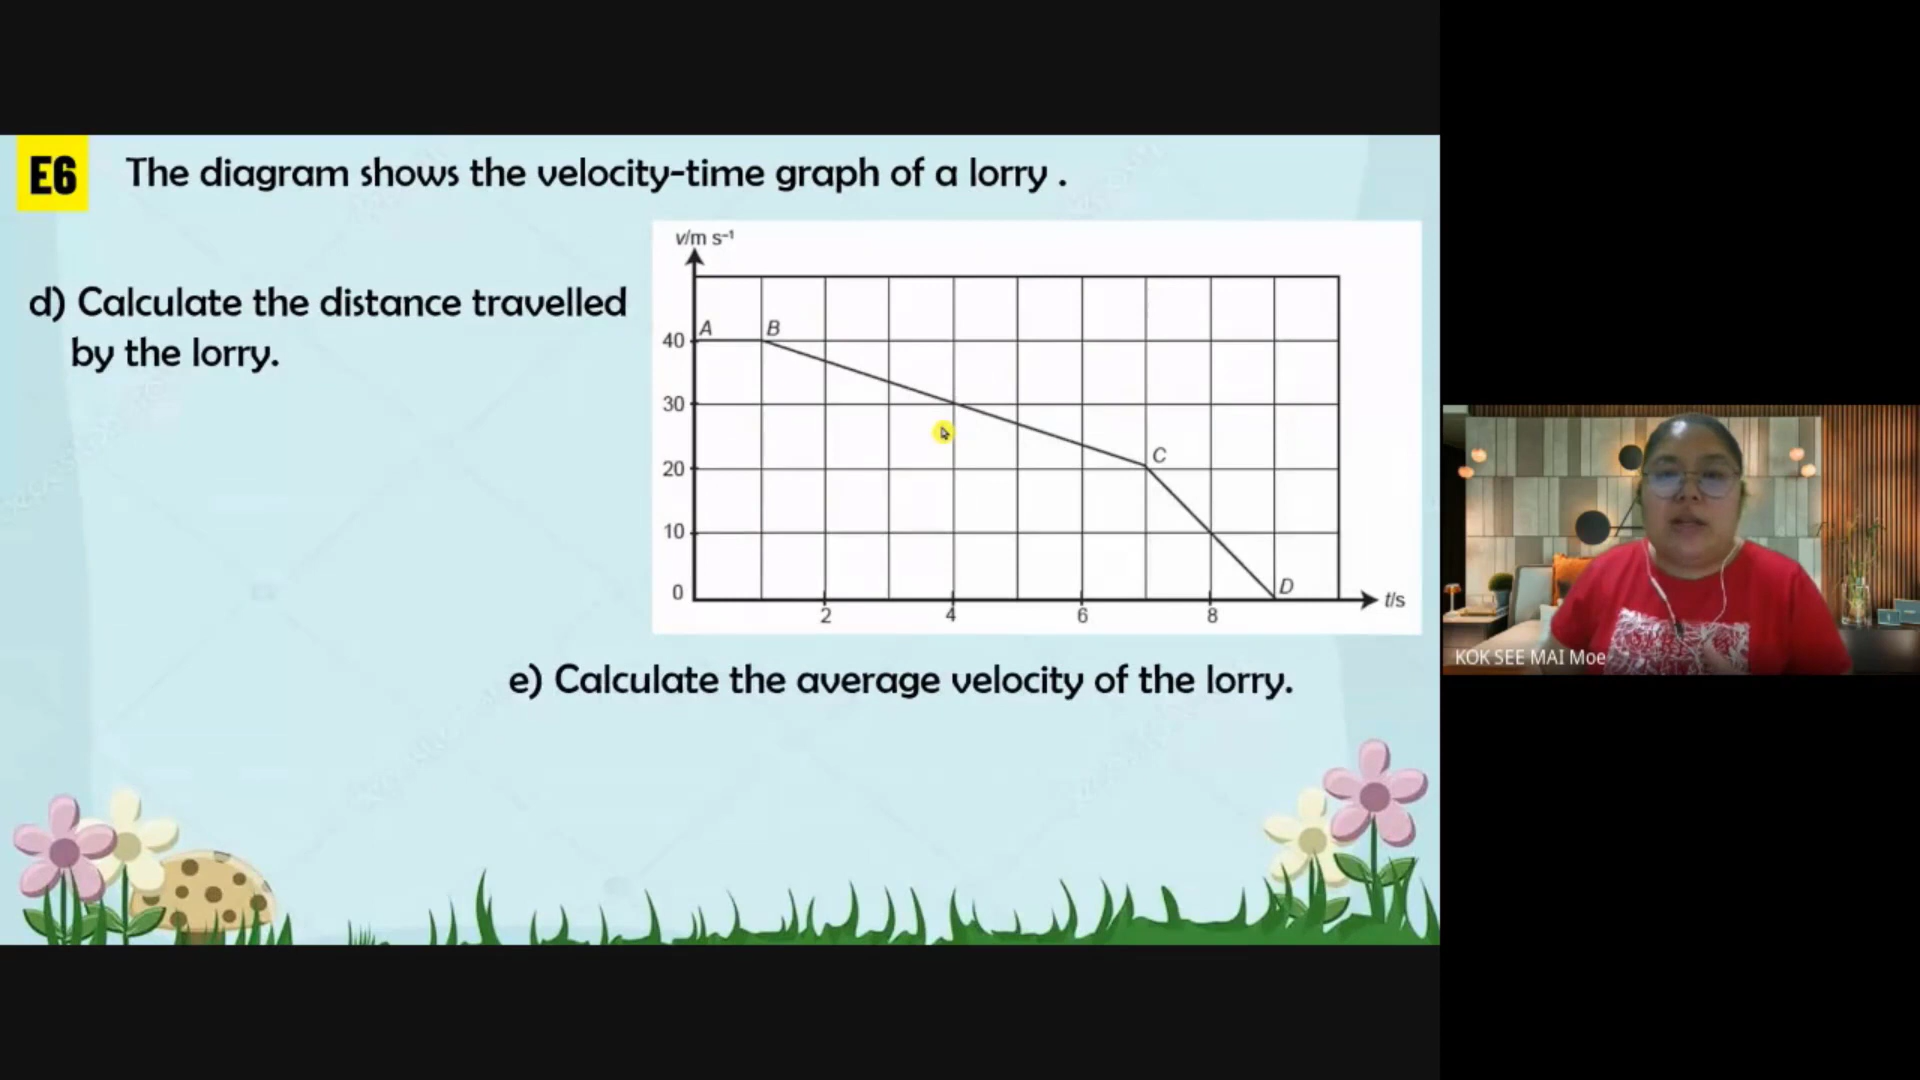 E6 The diagram shows the velocity-time graph of a lorry .
d) Calculate the distance travelled
by the lorry.
v/m s⁻¹
A B
40
30
C
20
10
D
0
t/s
2 4 6 8
e) Calculate the average velocity of the lorry.
KOK SEE MAI Moe